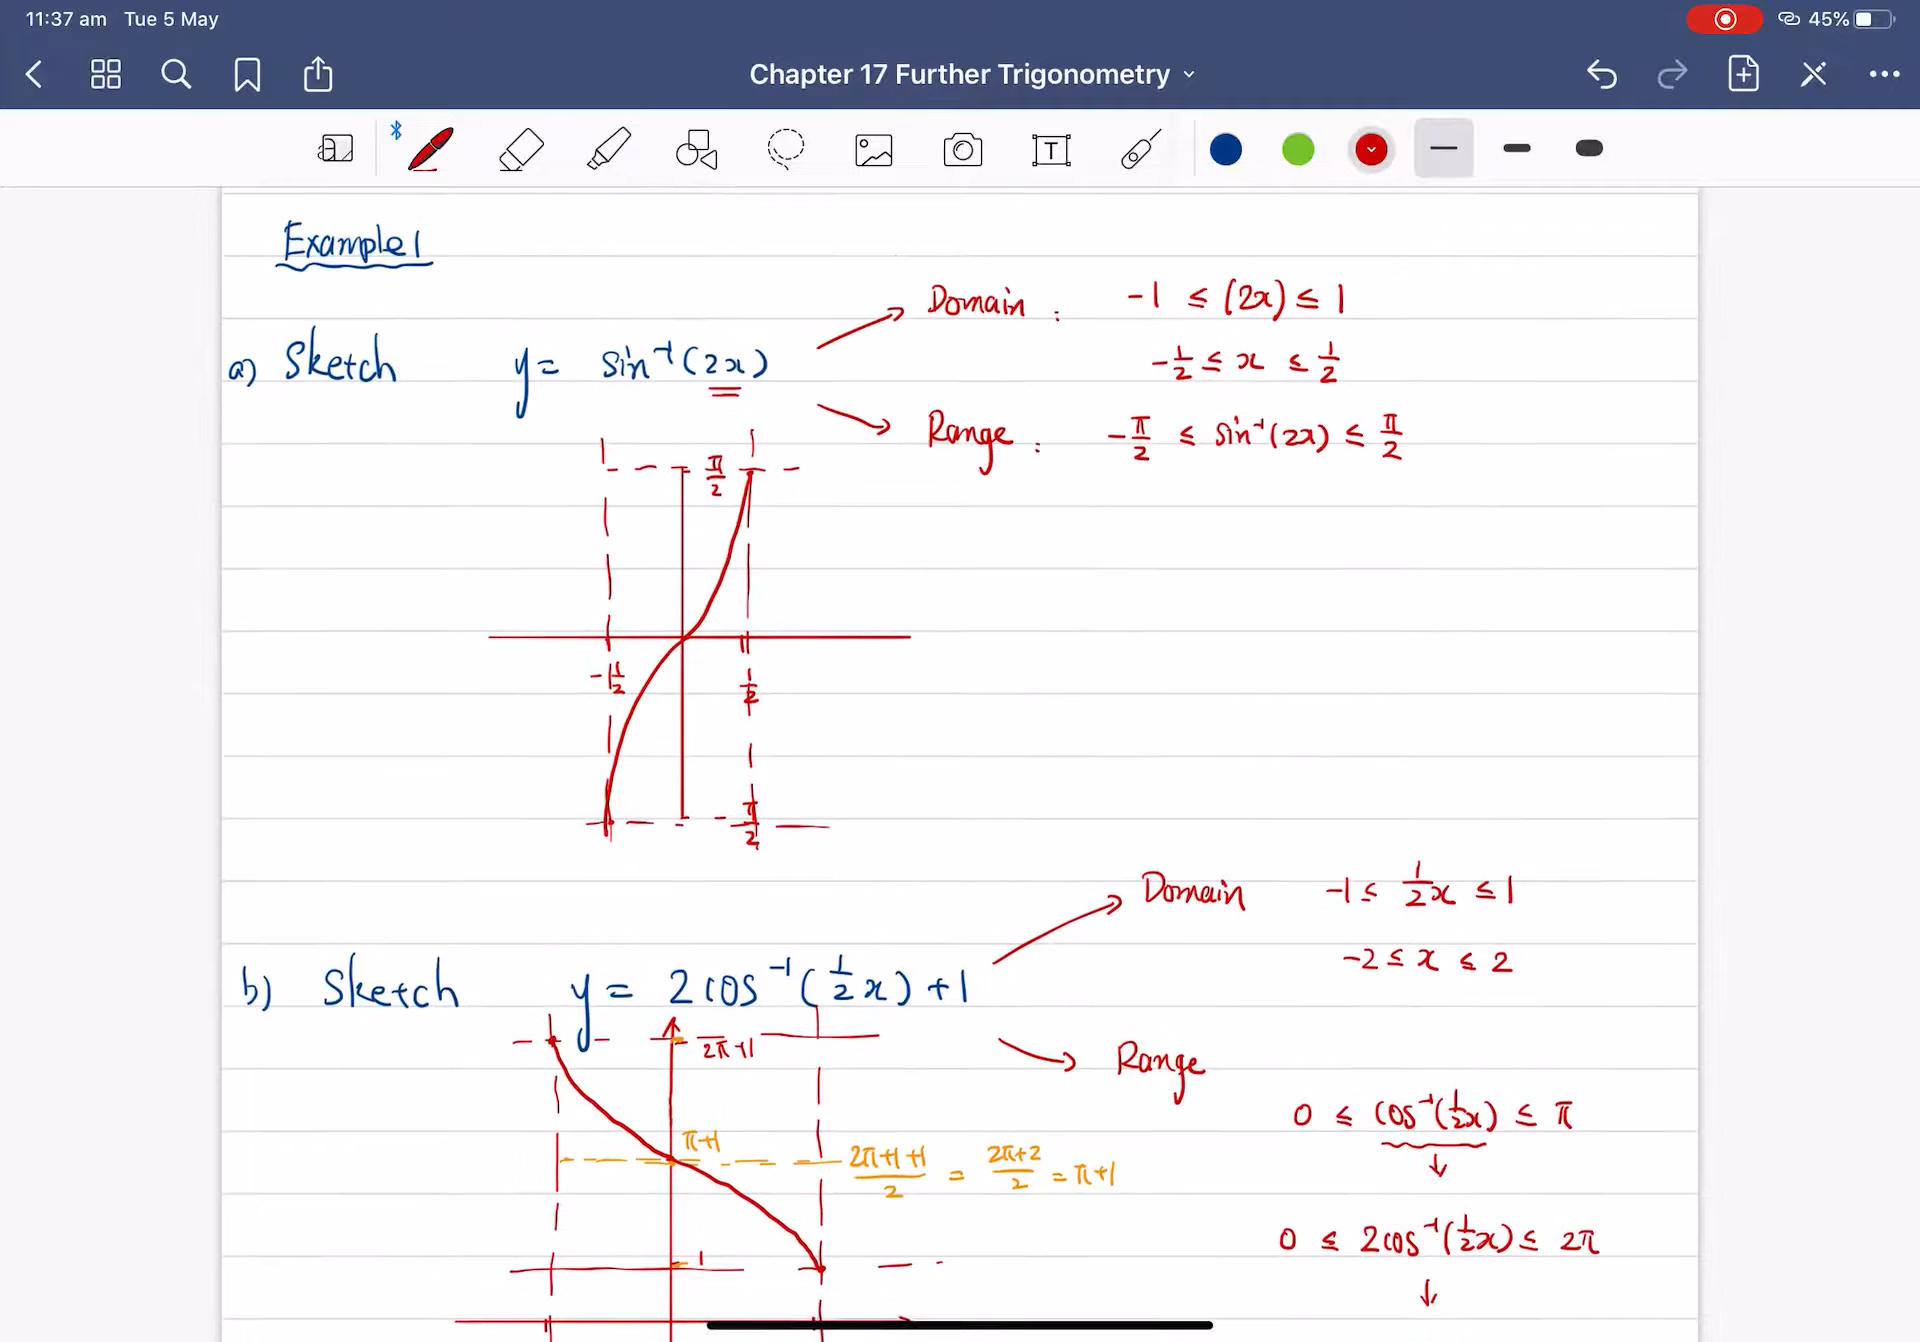 11:37 am Tue 5 May 45%
Chapter 17 Further Trigonometry
Example 1
Domain : -1 ≤ (2x) ≤ 1
-1/2 ≤ x ≤ 1/2
a) Sketch y = sin⁻¹(2x)
Range : -π/2 ≤ sin⁻¹(2x) ≤ π/2
π/2
-1/2 1/2
-π/2
Domain -1 ≤ 1/2x ≤ 1
-2 ≤ x ≤ 2
b) Sketch y = 2cos⁻¹(1/2x) + 1
2π+1
Range
0 ≤ cos⁻¹(1/2x) ≤ π
π+1
(2π+1+1)/2 = (2π+2)/2 = π+1
0 ≤ 2cos⁻¹(1/2x) ≤ 2π
1